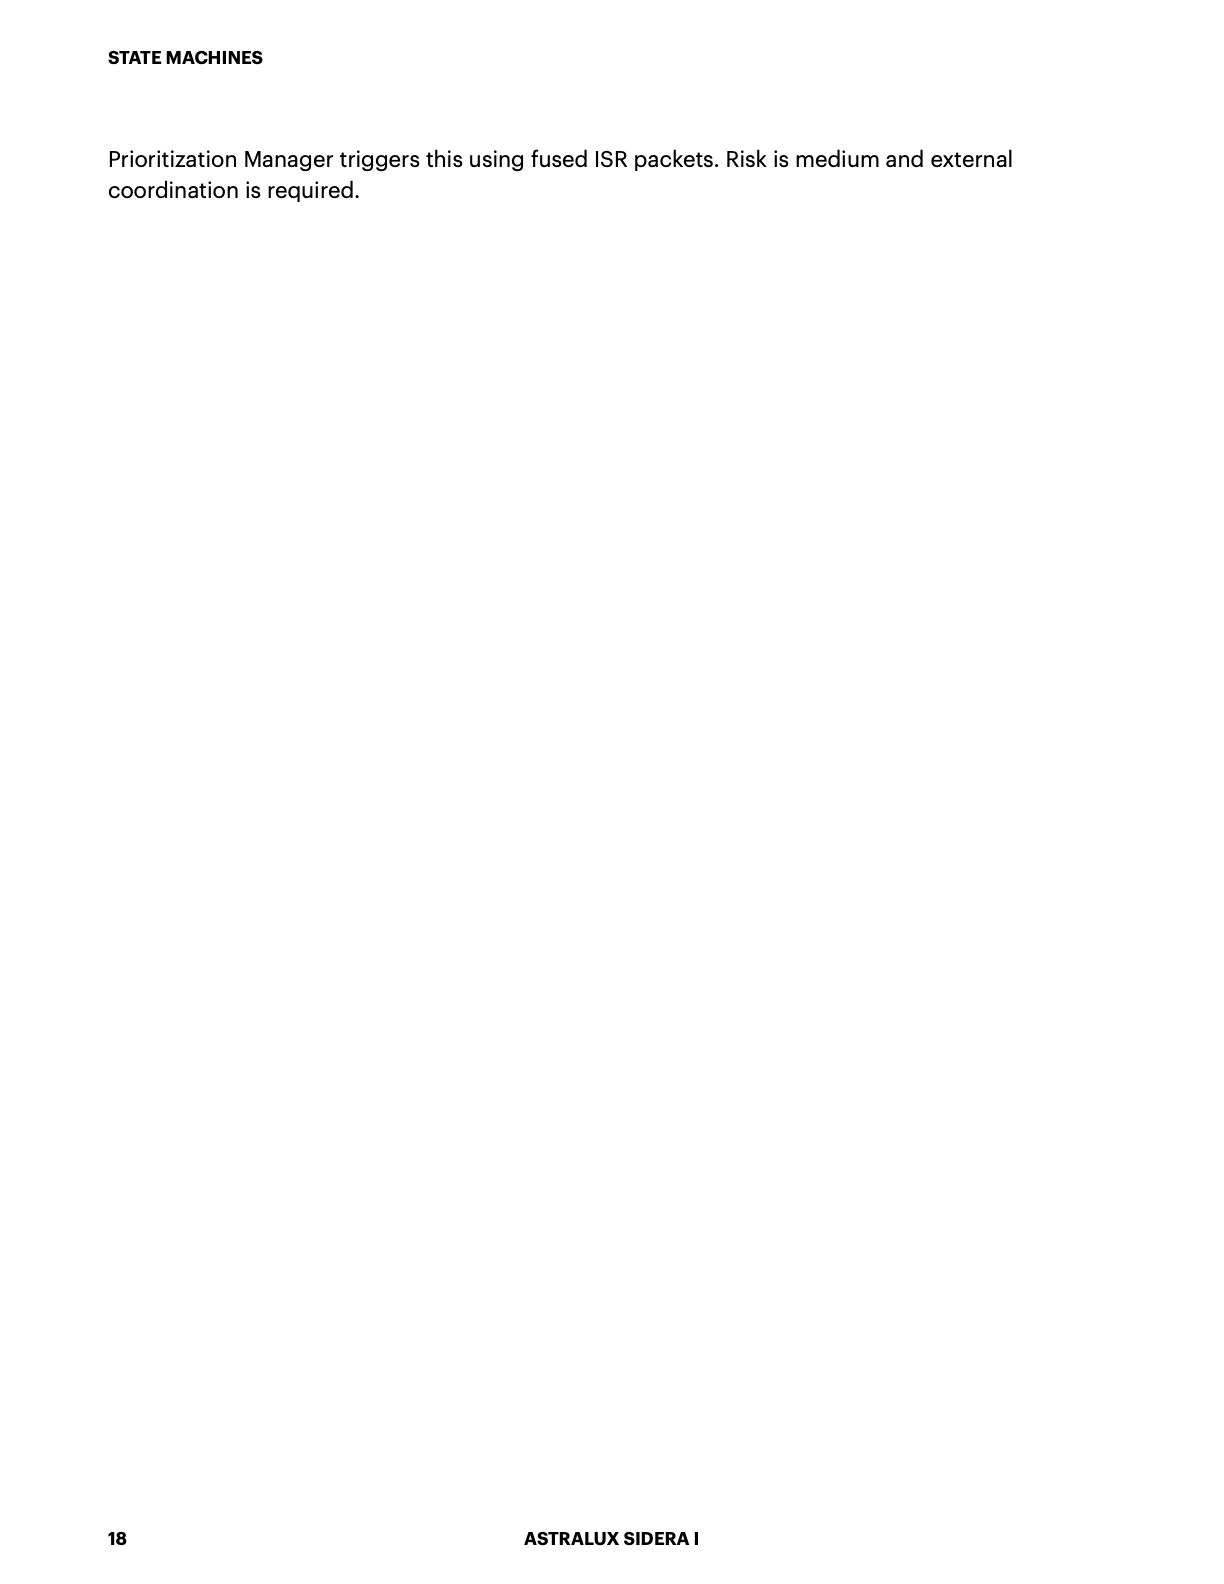 STATE MACHINES
Prioritization Manager triggers this using fused ISR packets. Risk is medium and external
coordination is required.
18
ASTRALUX SIDERA I